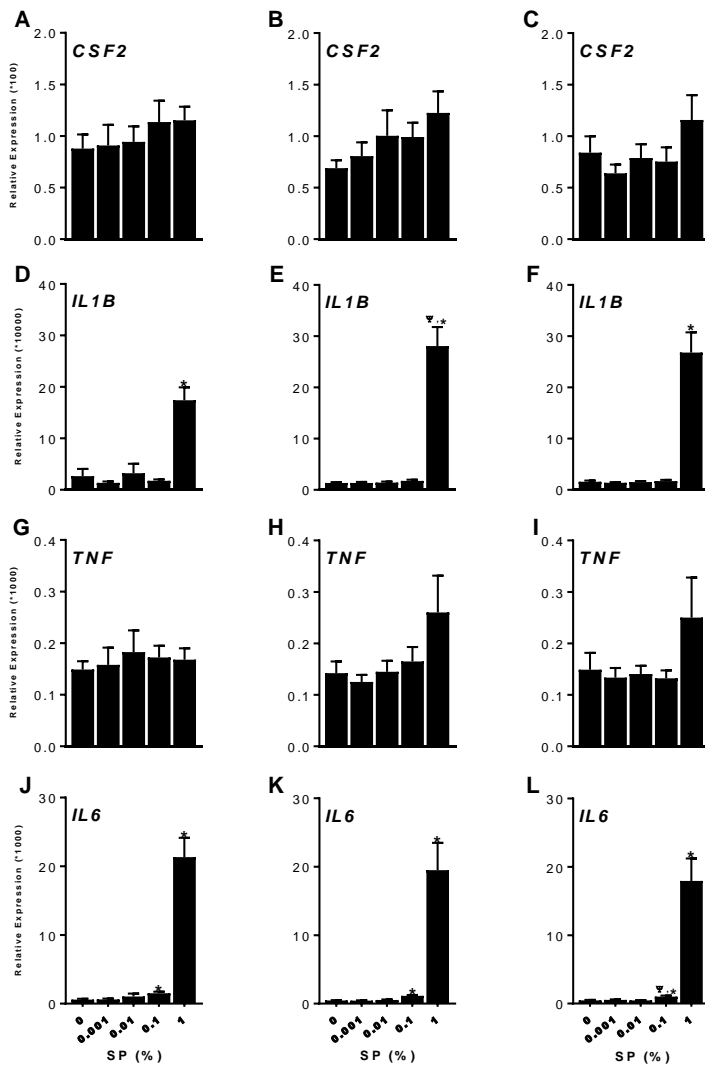 A B C
CSF2 CSF2 CSF2
Relative Expression (*100)
2.0 2.0 2.0
1.5 1.5 1.5
1.0 1.0 1.0
0.5 0.5 0.5
0.0 0.0 0.0
D E F
IL1B IL1B IL1B
Relative Expression (*10000)
40 40 40
30 30 30
20 20 20
10 10 10
0 0 0
* Ψ,* *
G H I
TNF TNF TNF
Relative Expression (*1000)
0.4 0.4 0.4
0.3 0.3 0.3
0.2 0.2 0.2
0.1 0.1 0.1
0.0 0.0 0.0
J K L
IL6 IL6 IL6
Relative Expression (*1000)
30 30 30
20 20 20
10 10 10
0 0 0
* * * * Ψ,* *
0 0.001 0.01 0.1 1 0 0.001 0.01 0.1 1 0 0.001 0.01 0.1 1
SP (%) SP (%) SP (%)